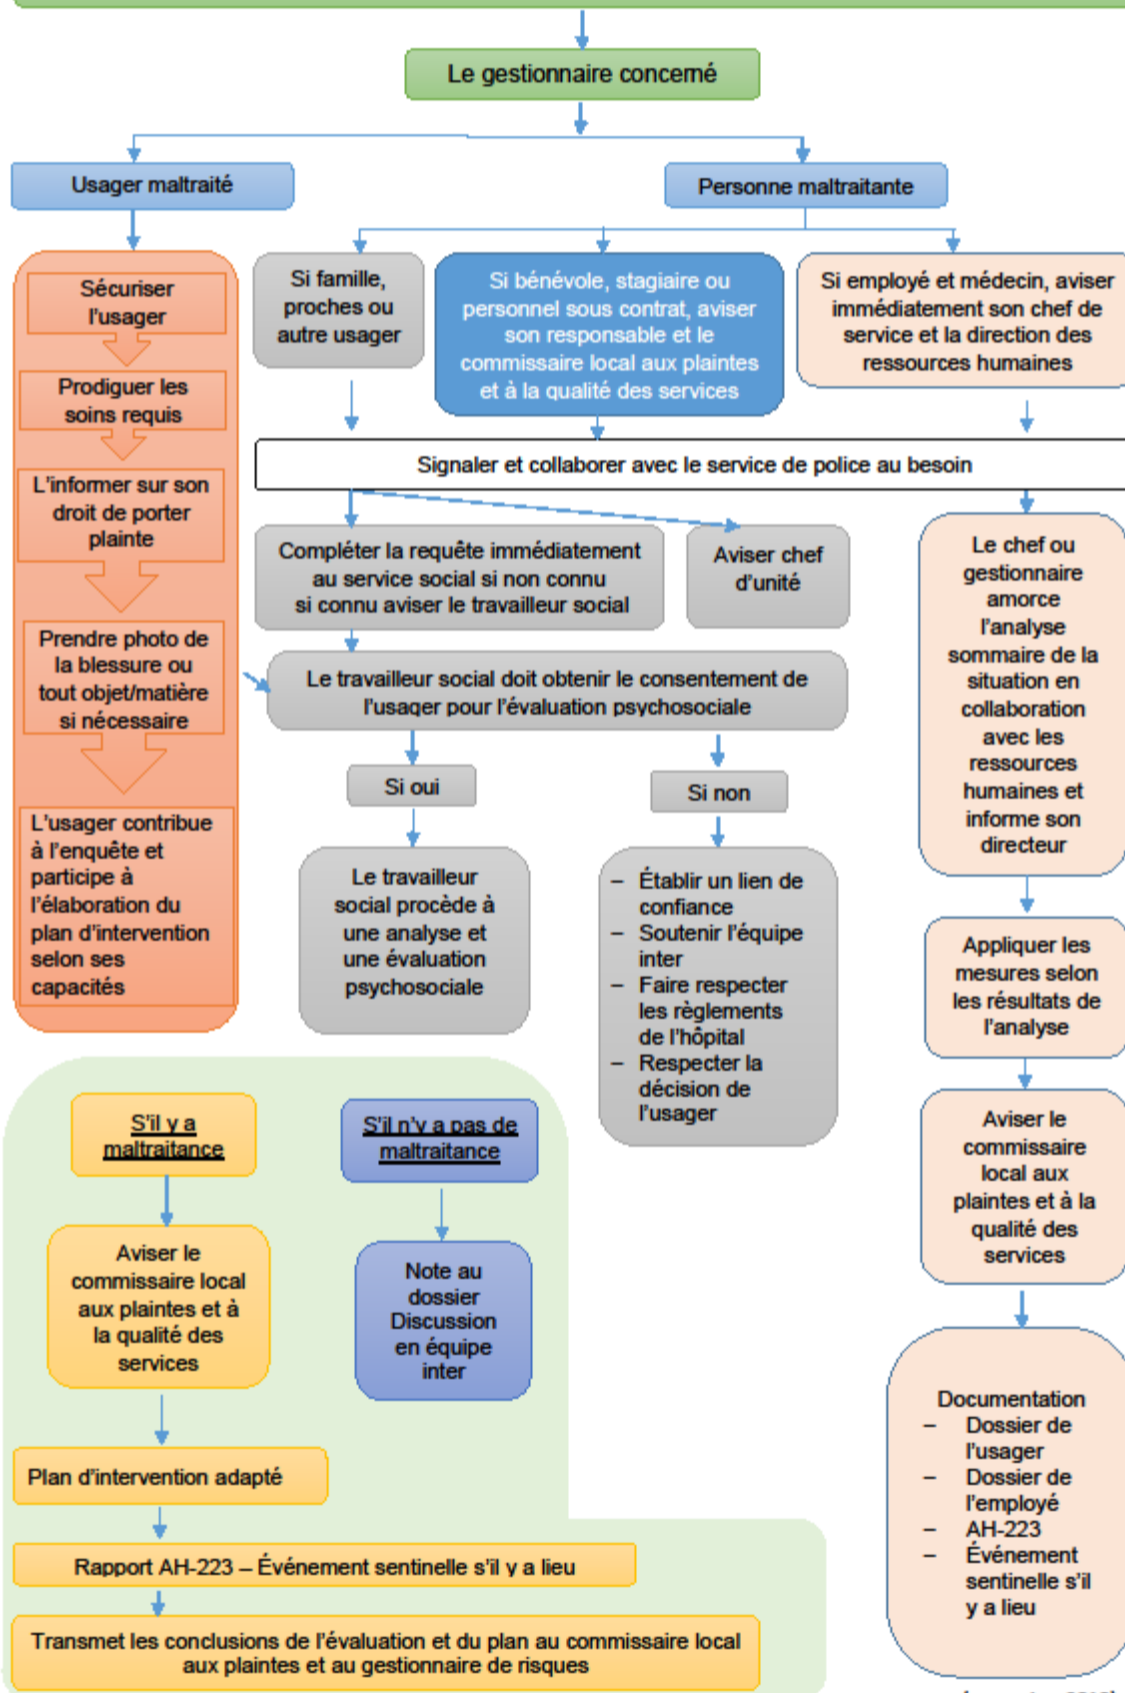 Le gestionnaire concerné
Usager maltraité
Personne maltraitante
Sécuriser
l'usager
Prodiguer les
soins requis
L'informer sur son
droit de porter
plainte
Prendre photo de
la blessure ou
tout objet/matière
si nécessaire
L'usager contribue
à l'enquête et
participe à
l'élaboration du
plan d'intervention
selon ses
capacités
Si famille,
proches ou
autre usager
Si bénévole, stagiaire ou
personnel sous contrat, aviser
son responsable et le
commissaire local aux plaintes
et à la qualité des services
Si employé et médecin, aviser
immédiatement son chef de
service et la direction des
ressources humaines
Signaler et collaborer avec le service de police au besoin
Compléter la requête immédiatement
au service social si non connu
si connu aviser le travailleur social
Aviser chef
d'unité
Le travailleur social doit obtenir le consentement de
l'usager pour l'évaluation psychosociale
Si oui
Si non
Le travailleur
social procède à
une analyse et
une évaluation
psychosociale
– Établir un lien de
confiance
– Soutenir l'équipe
inter
– Faire respecter
les règlements
de l'hôpital
– Respecter la
décision de
l'usager
Le chef ou
gestionnaire
amorce
l'analyse
sommaire de la
situation en
collaboration
avec les
ressources
humaines et
informe son
directeur
Appliquer les
mesures selon
les résultats de
l'analyse
Aviser le
commissaire
local aux
plaintes et à la
qualité des
services
Documentation
– Dossier de
l'usager
– Dossier de
l'employé
– AH-223
– Événement
sentinelle s'il
y a lieu
S'il y a
maltraitance
S'il n'y a pas de
maltraitance
Aviser le
commissaire local
aux plaintes et à
la qualité des
services
Note au
dossier
Discussion
en équipe
inter
Plan d'intervention adapté
Rapport AH-223 – Événement sentinelle s'il y a lieu
Transmet les conclusions de l'évaluation et du plan au commissaire local
aux plaintes et au gestionnaire de risques